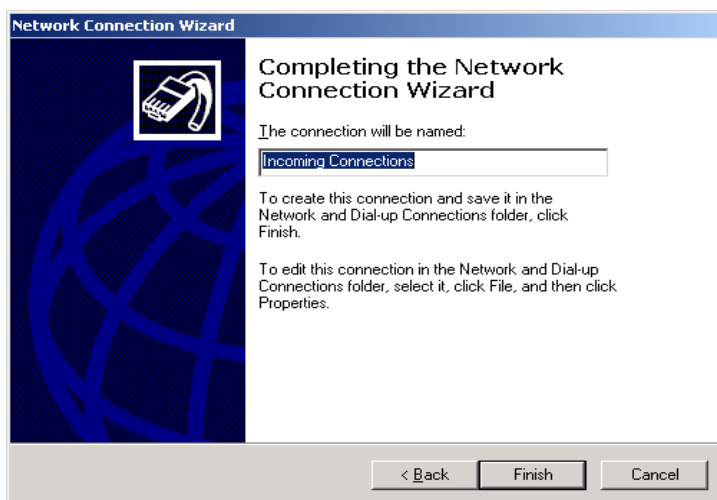 Network Connection Wizard
Completing the Network
Connection Wizard
The connection will be named:
Incoming Connections
To create this connection and save it in the
Network and Dial-up Connections folder, click
Finish.
To edit this connection in the Network and Dial-up
Connections folder, select it, click File, and then click
Properties.
< Back
Finish
Cancel